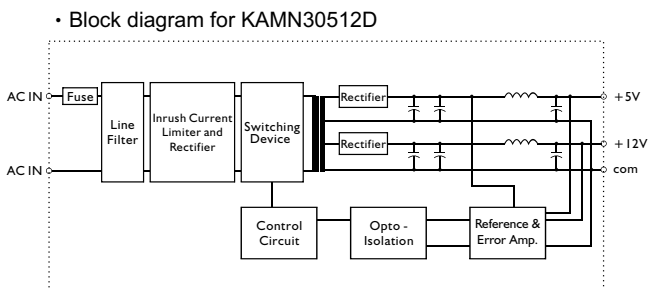 • Block diagram for KAMN30512D
AC IN
Fuse
Line
Filter
Inrush Current
Limiter and
Rectifier
Switching
Device
Rectifier
+5V
Rectifier
+12V
AC IN
com
Control
Circuit
Opto -
Isolation
Reference &
Error Amp.